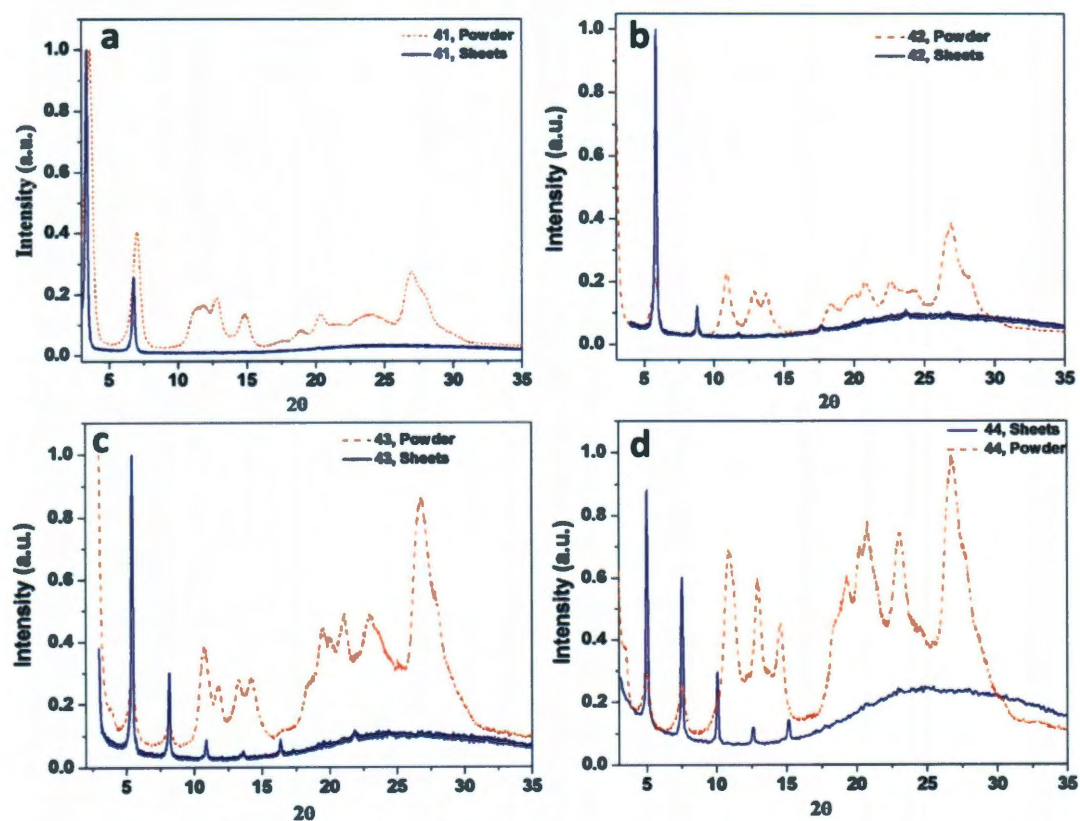 a
41, Powder
41, Sheets
1.0
0.8
0.6
0.4
0.2
0.0
Intensity (a.u.)
5 10 15 20 25 30 35
2θ
b
42, Powder
42, Sheets
1.0
0.8
0.6
0.4
0.2
0.0
Intensity (a.u.)
5 10 15 20 25 30 35
2θ
c
43, Powder
43, Sheets
1.0
0.8
0.6
0.4
0.2
0.0
Intensity (a.u.)
5 10 15 20 25 30 35
2θ
d
44, Sheets
44, Powder
1.0
0.8
0.6
0.4
0.2
0.0
Intensity (a.u.)
5 10 15 20 25 30 35
2θ